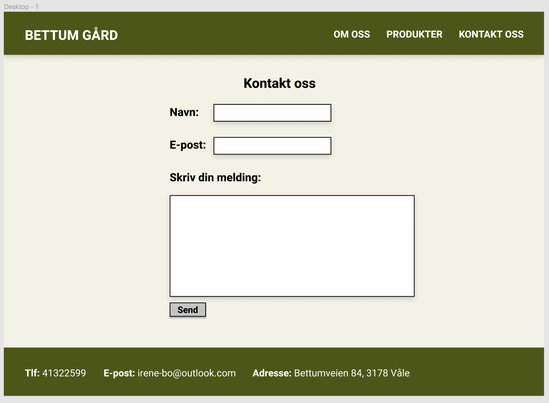 Desktop - 1
BETTUM GÅRD OM OSS PRODUKTER KONTAKT OSS
Kontakt oss
Navn:
E-post:
Skriv din melding:
Send
Tlf: 41322599 E-post: irene-bo@outlook.com Adresse: Bettumveien 84, 3178 Våle